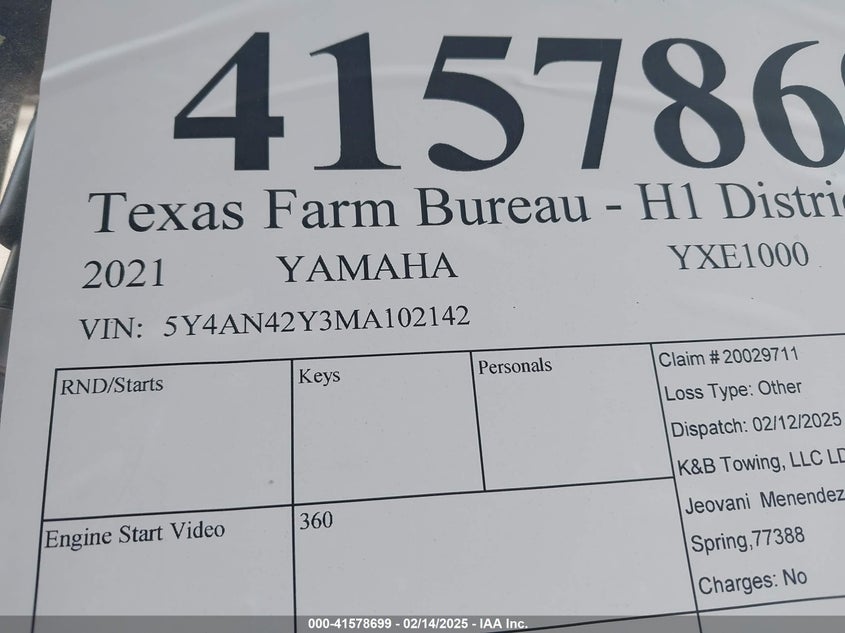 4157869
Texas Farm Bureau - H1 Distri
2021 YAMAHA YXE1000
VIN: 5Y4AN42Y3MA102142
RND/Starts
Keys
Personals
Claim # 20029711
Loss Type: Other
Dispatch: 02/12/2025
K&B Towing, LLC LD
Jeovani Menendez
Spring,77388
Charges: No
Engine Start Video
360
000-41578699 - 02/14/2025 - IAA Inc.